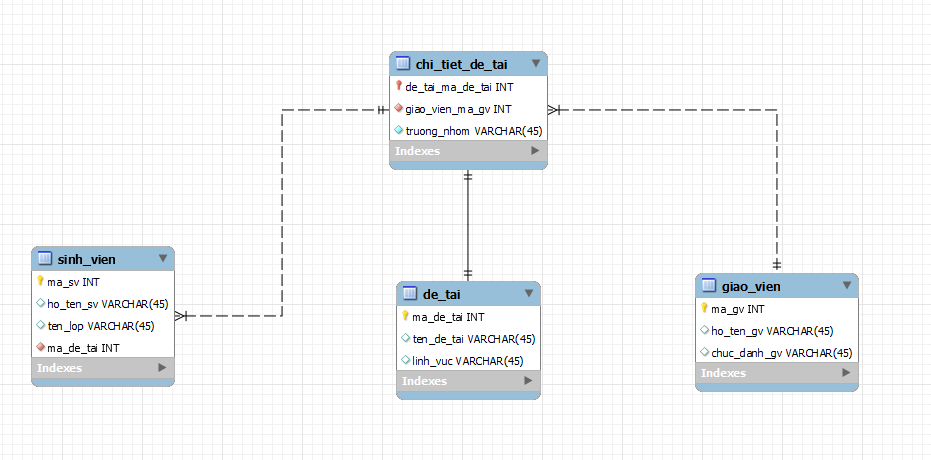 chi_tiet_de_tai
de_tai_ma_de_tai INT
giao_vien_ma_gv INT
truong_nhom VARCHAR(45)
Indexes
sinh_vien
ma_sv INT
ho_ten_sv VARCHAR(45)
ten_lop VARCHAR(45)
ma_de_tai INT
Indexes
de_tai
ma_de_tai INT
ten_de_tai VARCHAR(45)
linh_vuc VARCHAR(45)
Indexes
giao_vien
ma_gv INT
ho_ten_gv VARCHAR(45)
chuc_danh_gv VARCHAR(45)
Indexes